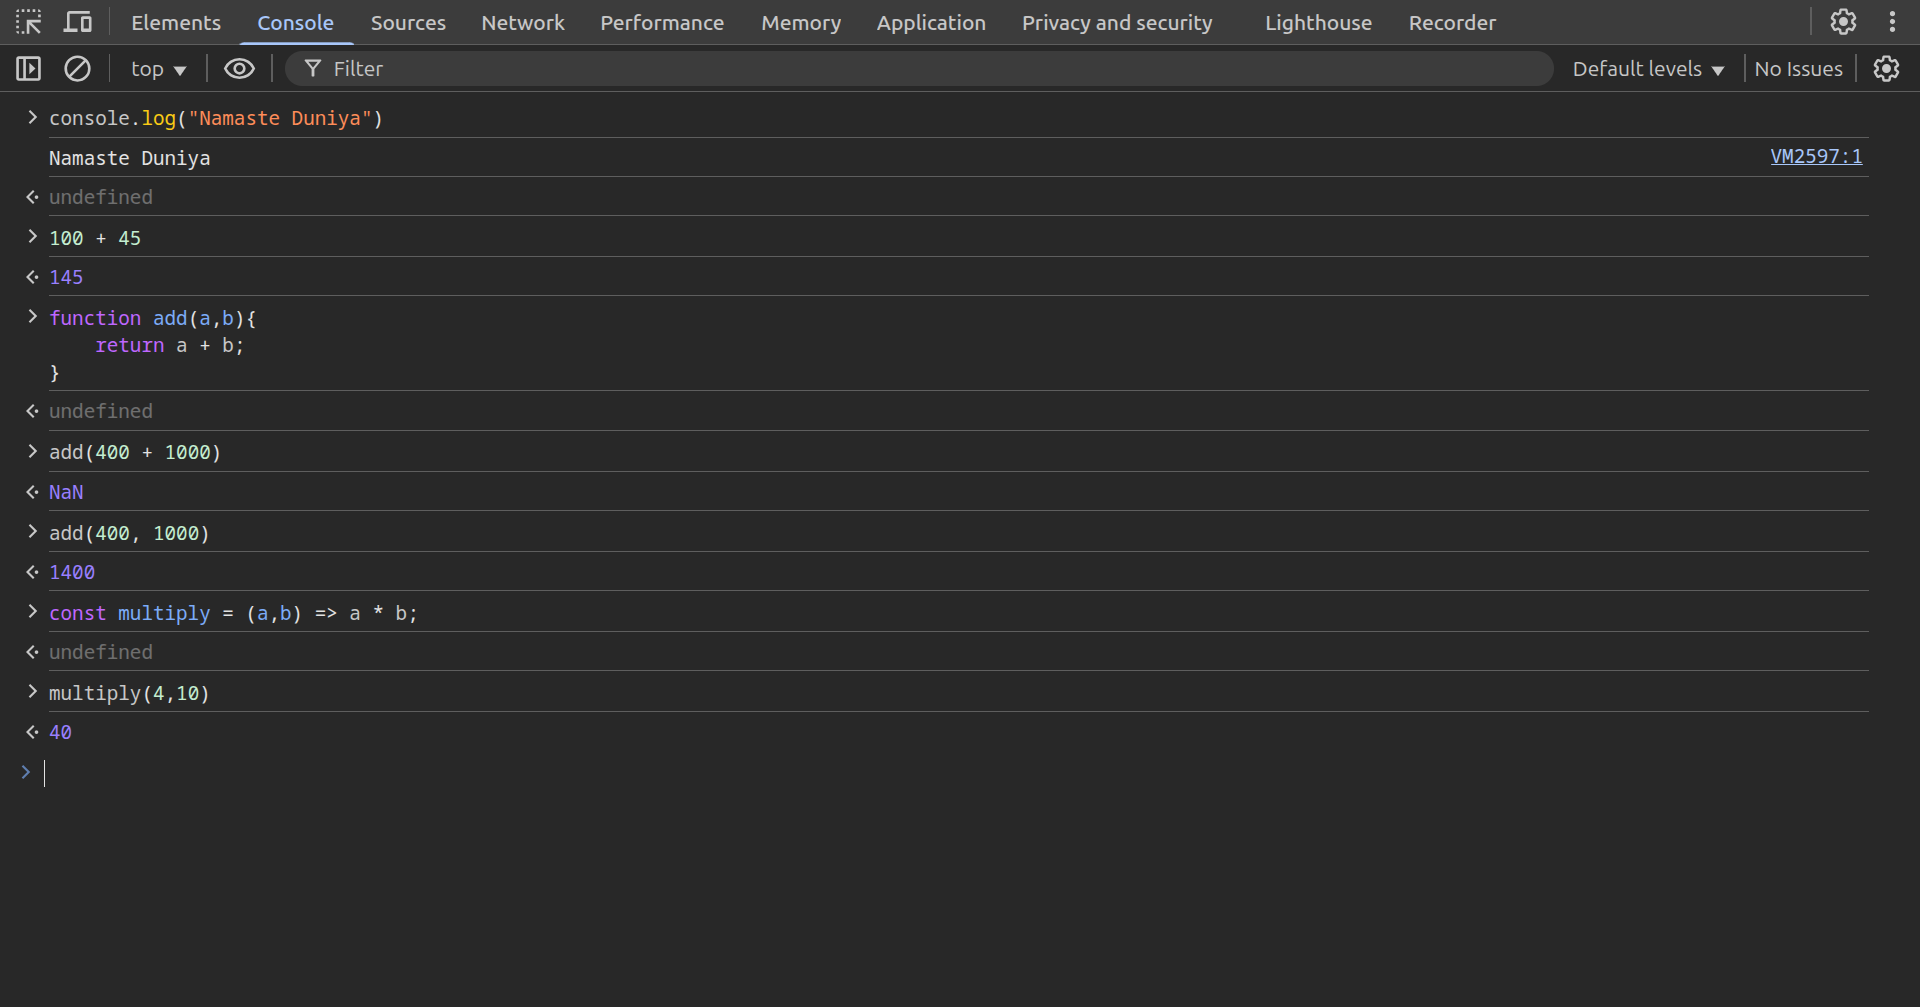 Elements Console Sources Network Performance Memory Application Privacy and security Lighthouse Recorder
top Filter Default levels No Issues
> console.log("Namaste Duniya")
Namaste Duniya VM2597:1
undefined
> 100 + 45
145
> function add(a,b){
    return a + b;
}
undefined
> add(400 + 1000)
NaN
> add(400, 1000)
1400
> const multiply = (a,b) => a * b;
undefined
> multiply(4,10)
40
>